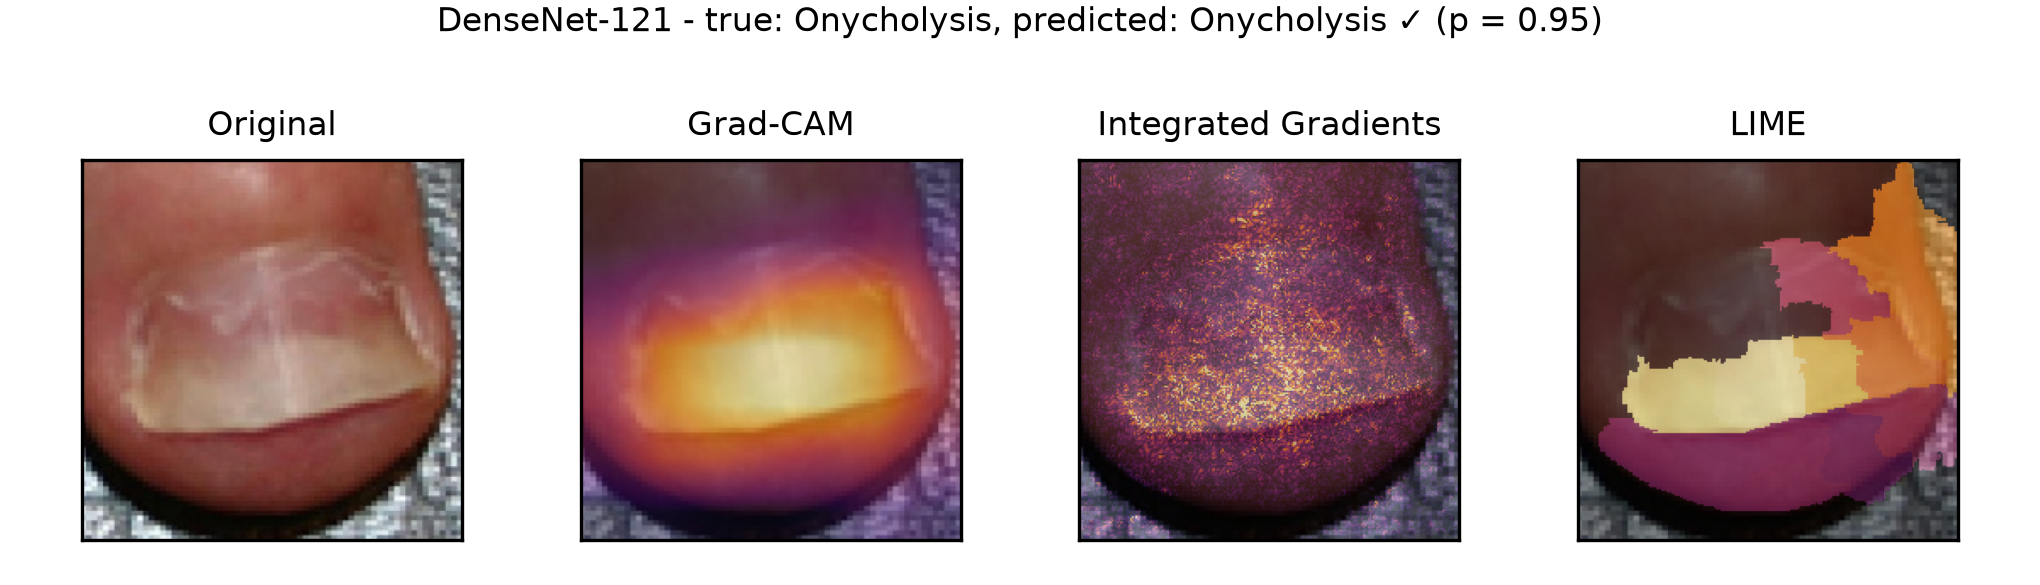 DenseNet-121 - true: Onycholysis, predicted: Onycholysis ✓ (p = 0.95)
Original
Grad-CAM
Integrated Gradients
LIME